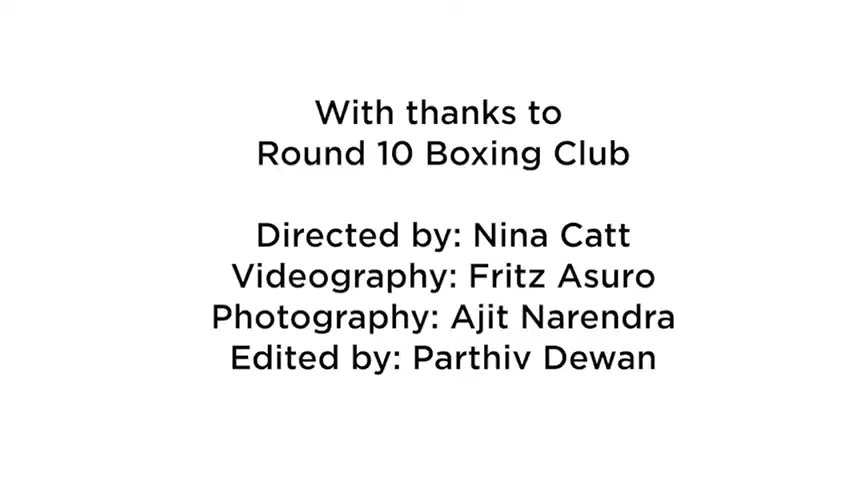 With thanks to
Round 10 Boxing Club
Directed by: Nina Catt
Videography: Fritz Asuro
Photography: Ajit Narendra
Edited by: Parthiv Dewan